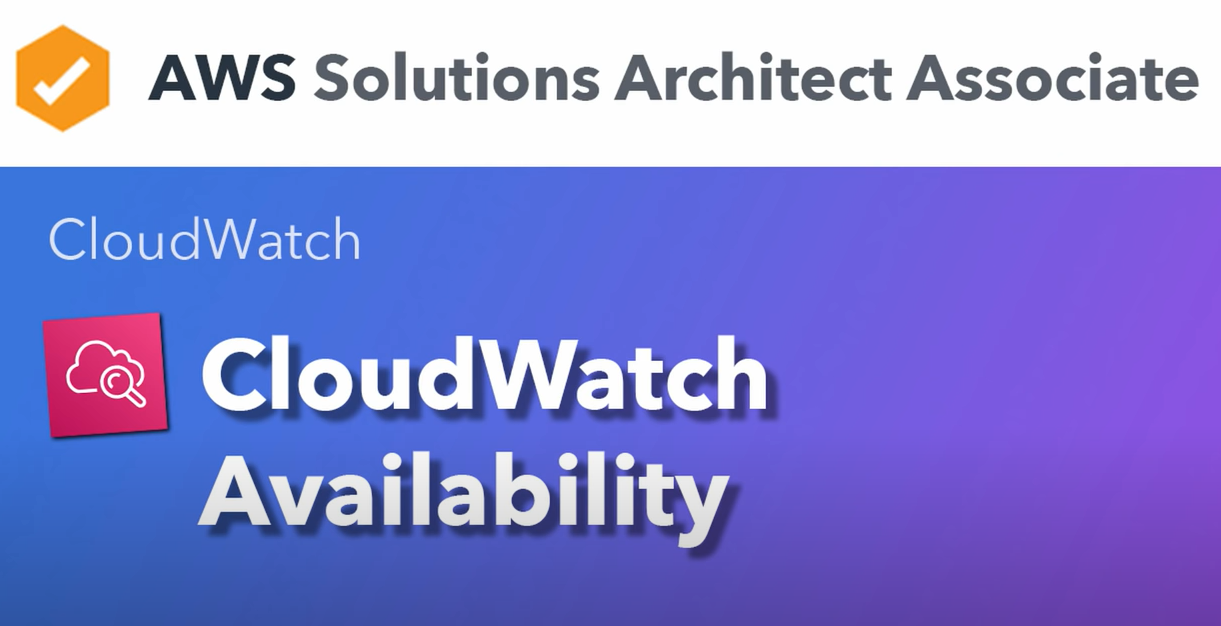 AWS Solutions Architect Associate
CloudWatch
CloudWatch
Availability